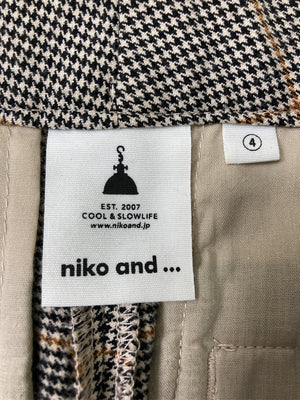 EST. 2007
COOL & SLOWLIFE
www.nikoand.jp
niko and ...
4